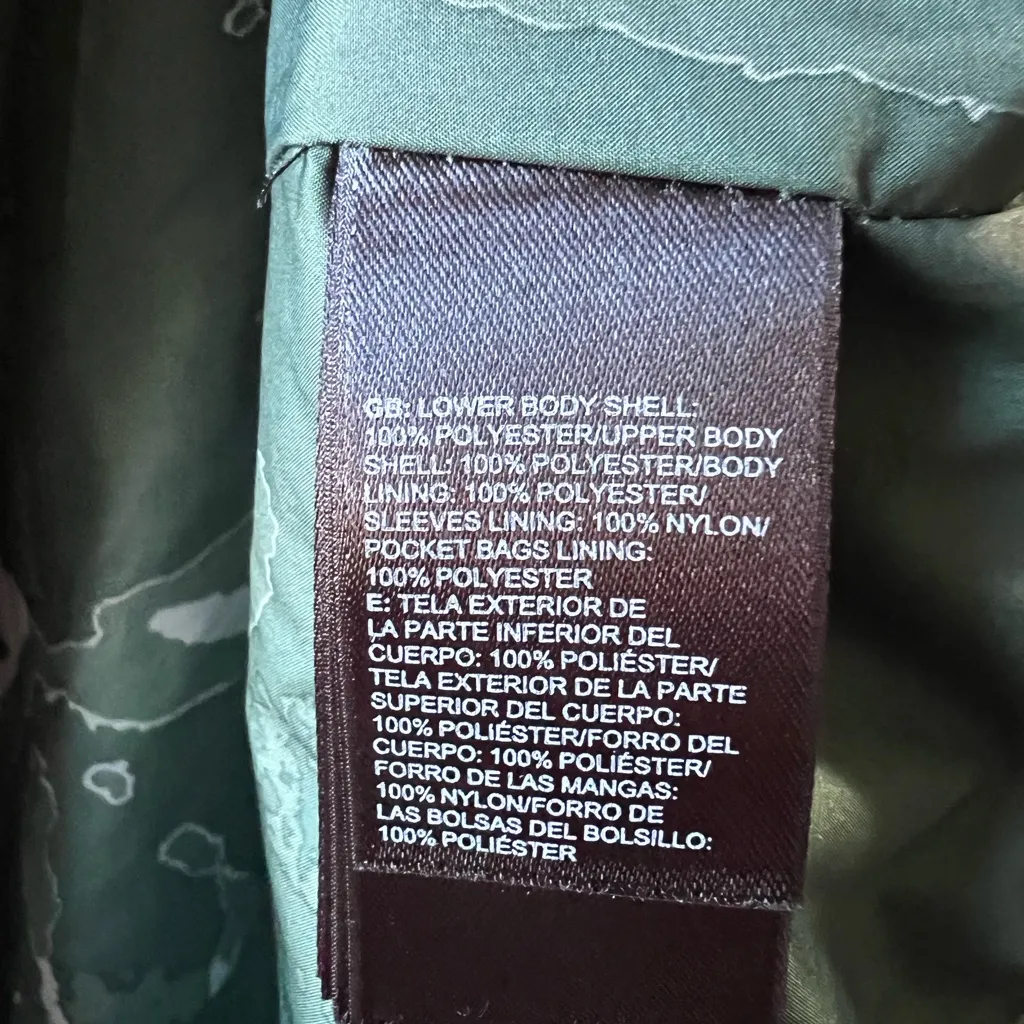 GB: LOWER BODY SHELL:
100% POLYESTER/UPPER BODY
SHELL: 100% POLYESTER/BODY
LINING: 100% POLYESTER/
SLEEVES LINING: 100% NYLON/
POCKET BAGS LINING:
100% POLYESTER
E: TELA EXTERIOR DE
LA PARTE INFERIOR DEL
CUERPO: 100% POLIÉSTER/
TELA EXTERIOR DE LA PARTE
SUPERIOR DEL CUERPO:
100% POLIÉSTER/FORRO DEL
CUERPO: 100% POLIÉSTER/
FORRO DE LAS MANGAS:
100% NYLON/FORRO DE
LAS BOLSAS DEL BOLSILLO:
100% POLIÉSTER